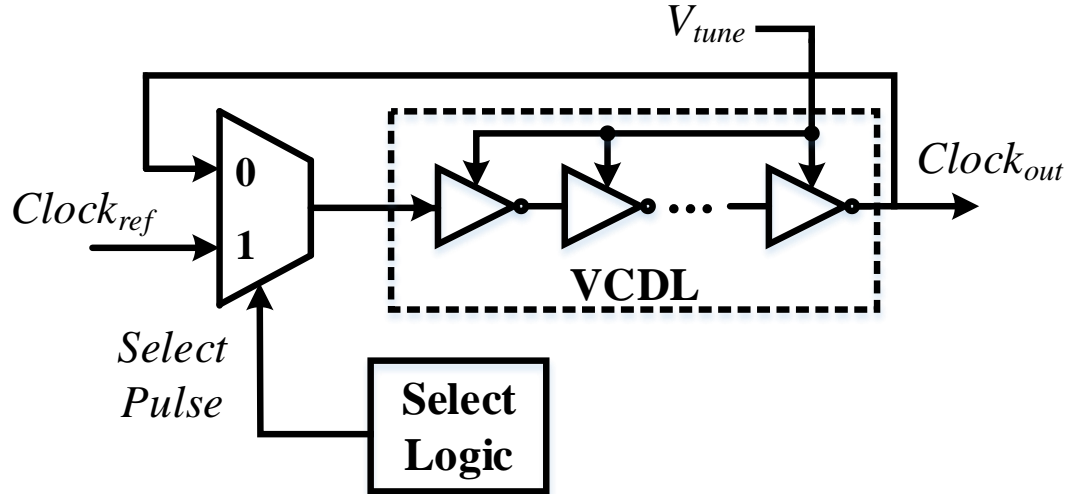 V_tune
0
Clock_ref
1
Clock_out
VCDL
Select
Pulse
Select
Logic